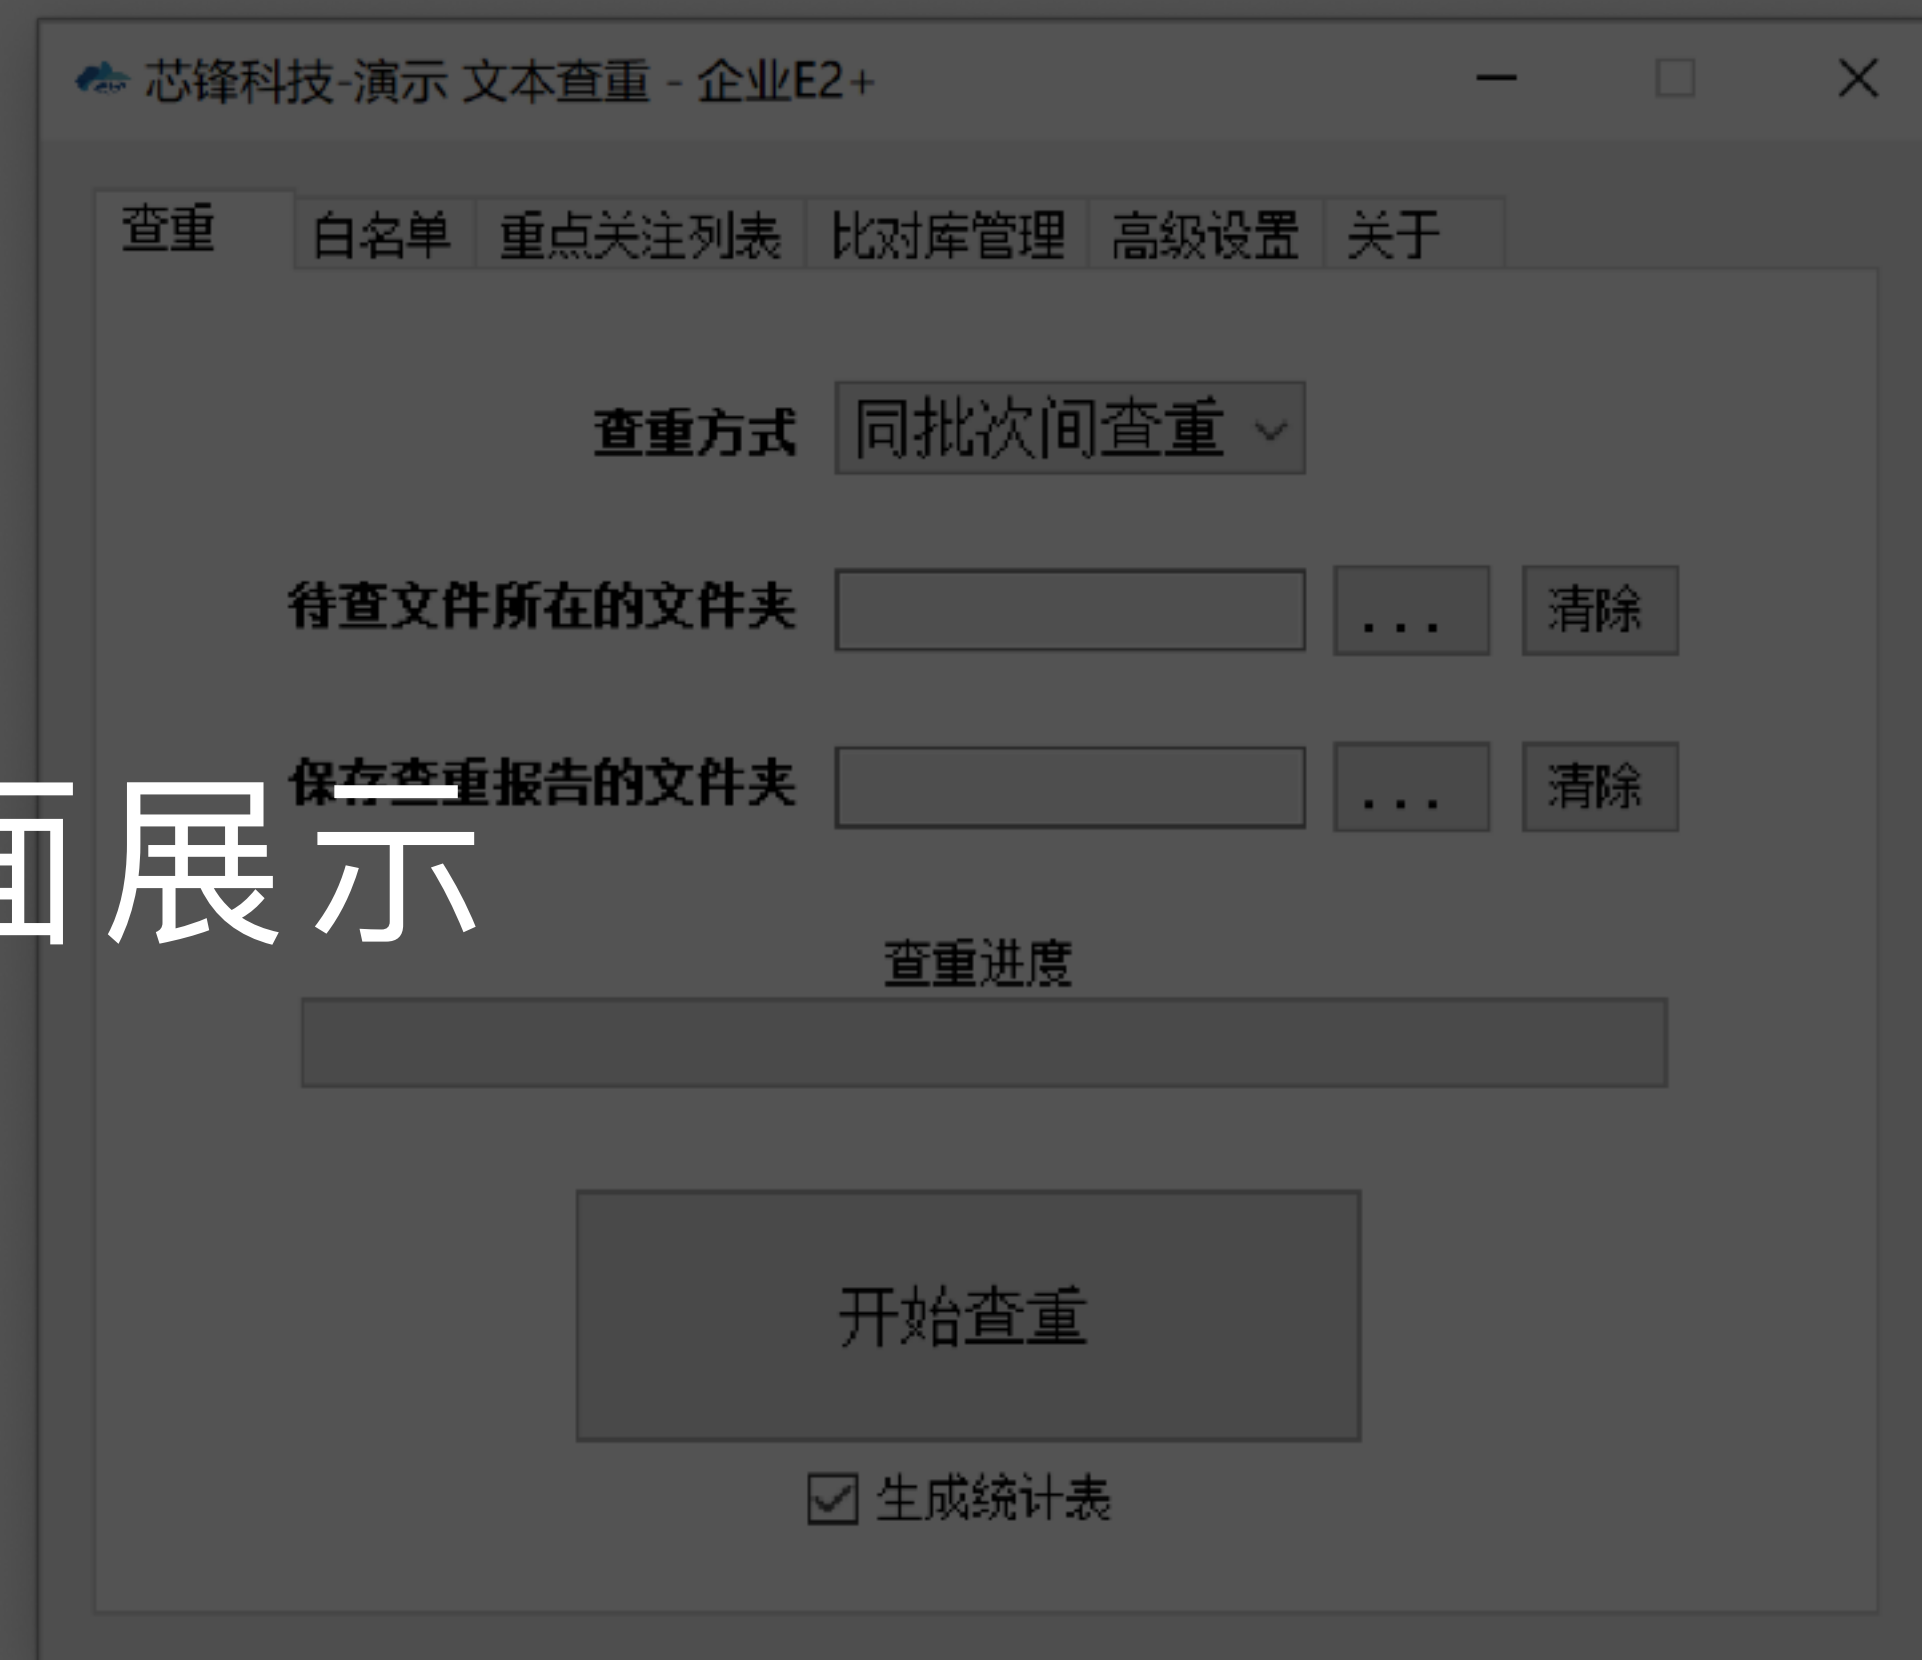 芯锋科技-演示 文本查重 - 企业E2+
查重 白名单 重点关注列表 比对库管理 高级设置 关于
查重方式 同批次间查重
待查文件所在的文件夹 ... 清除
保存查重报告的文件夹 ... 清除
面展示
查重进度
开始查重
生成统计表